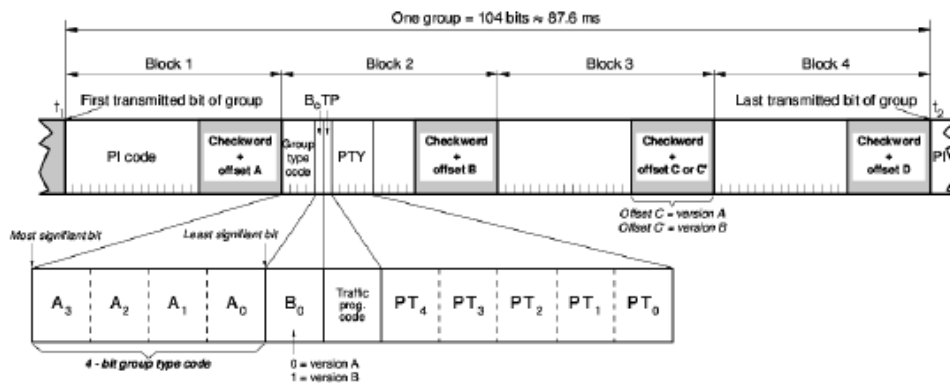 One group = 104 bits ≈ 87.6 ms
Block 1 Block 2 Block 3 Block 4
t1 First transmitted bit of group B0 TP Last transmitted bit of group t2
PI code
Checkword + offset A
Group type code
PTY
Checkword + offset B
Checkword + offset C or C'
Checkword + offset D
PI
Offset C = version A
Offset C' = version B
Most signifiant bit Least signifiant bit
A3 A2 A1 A0 B0 Traffic prog. code PT4 PT3 PT2 PT1 PT0
4 - bit group type code
0 = version A
1 = version B